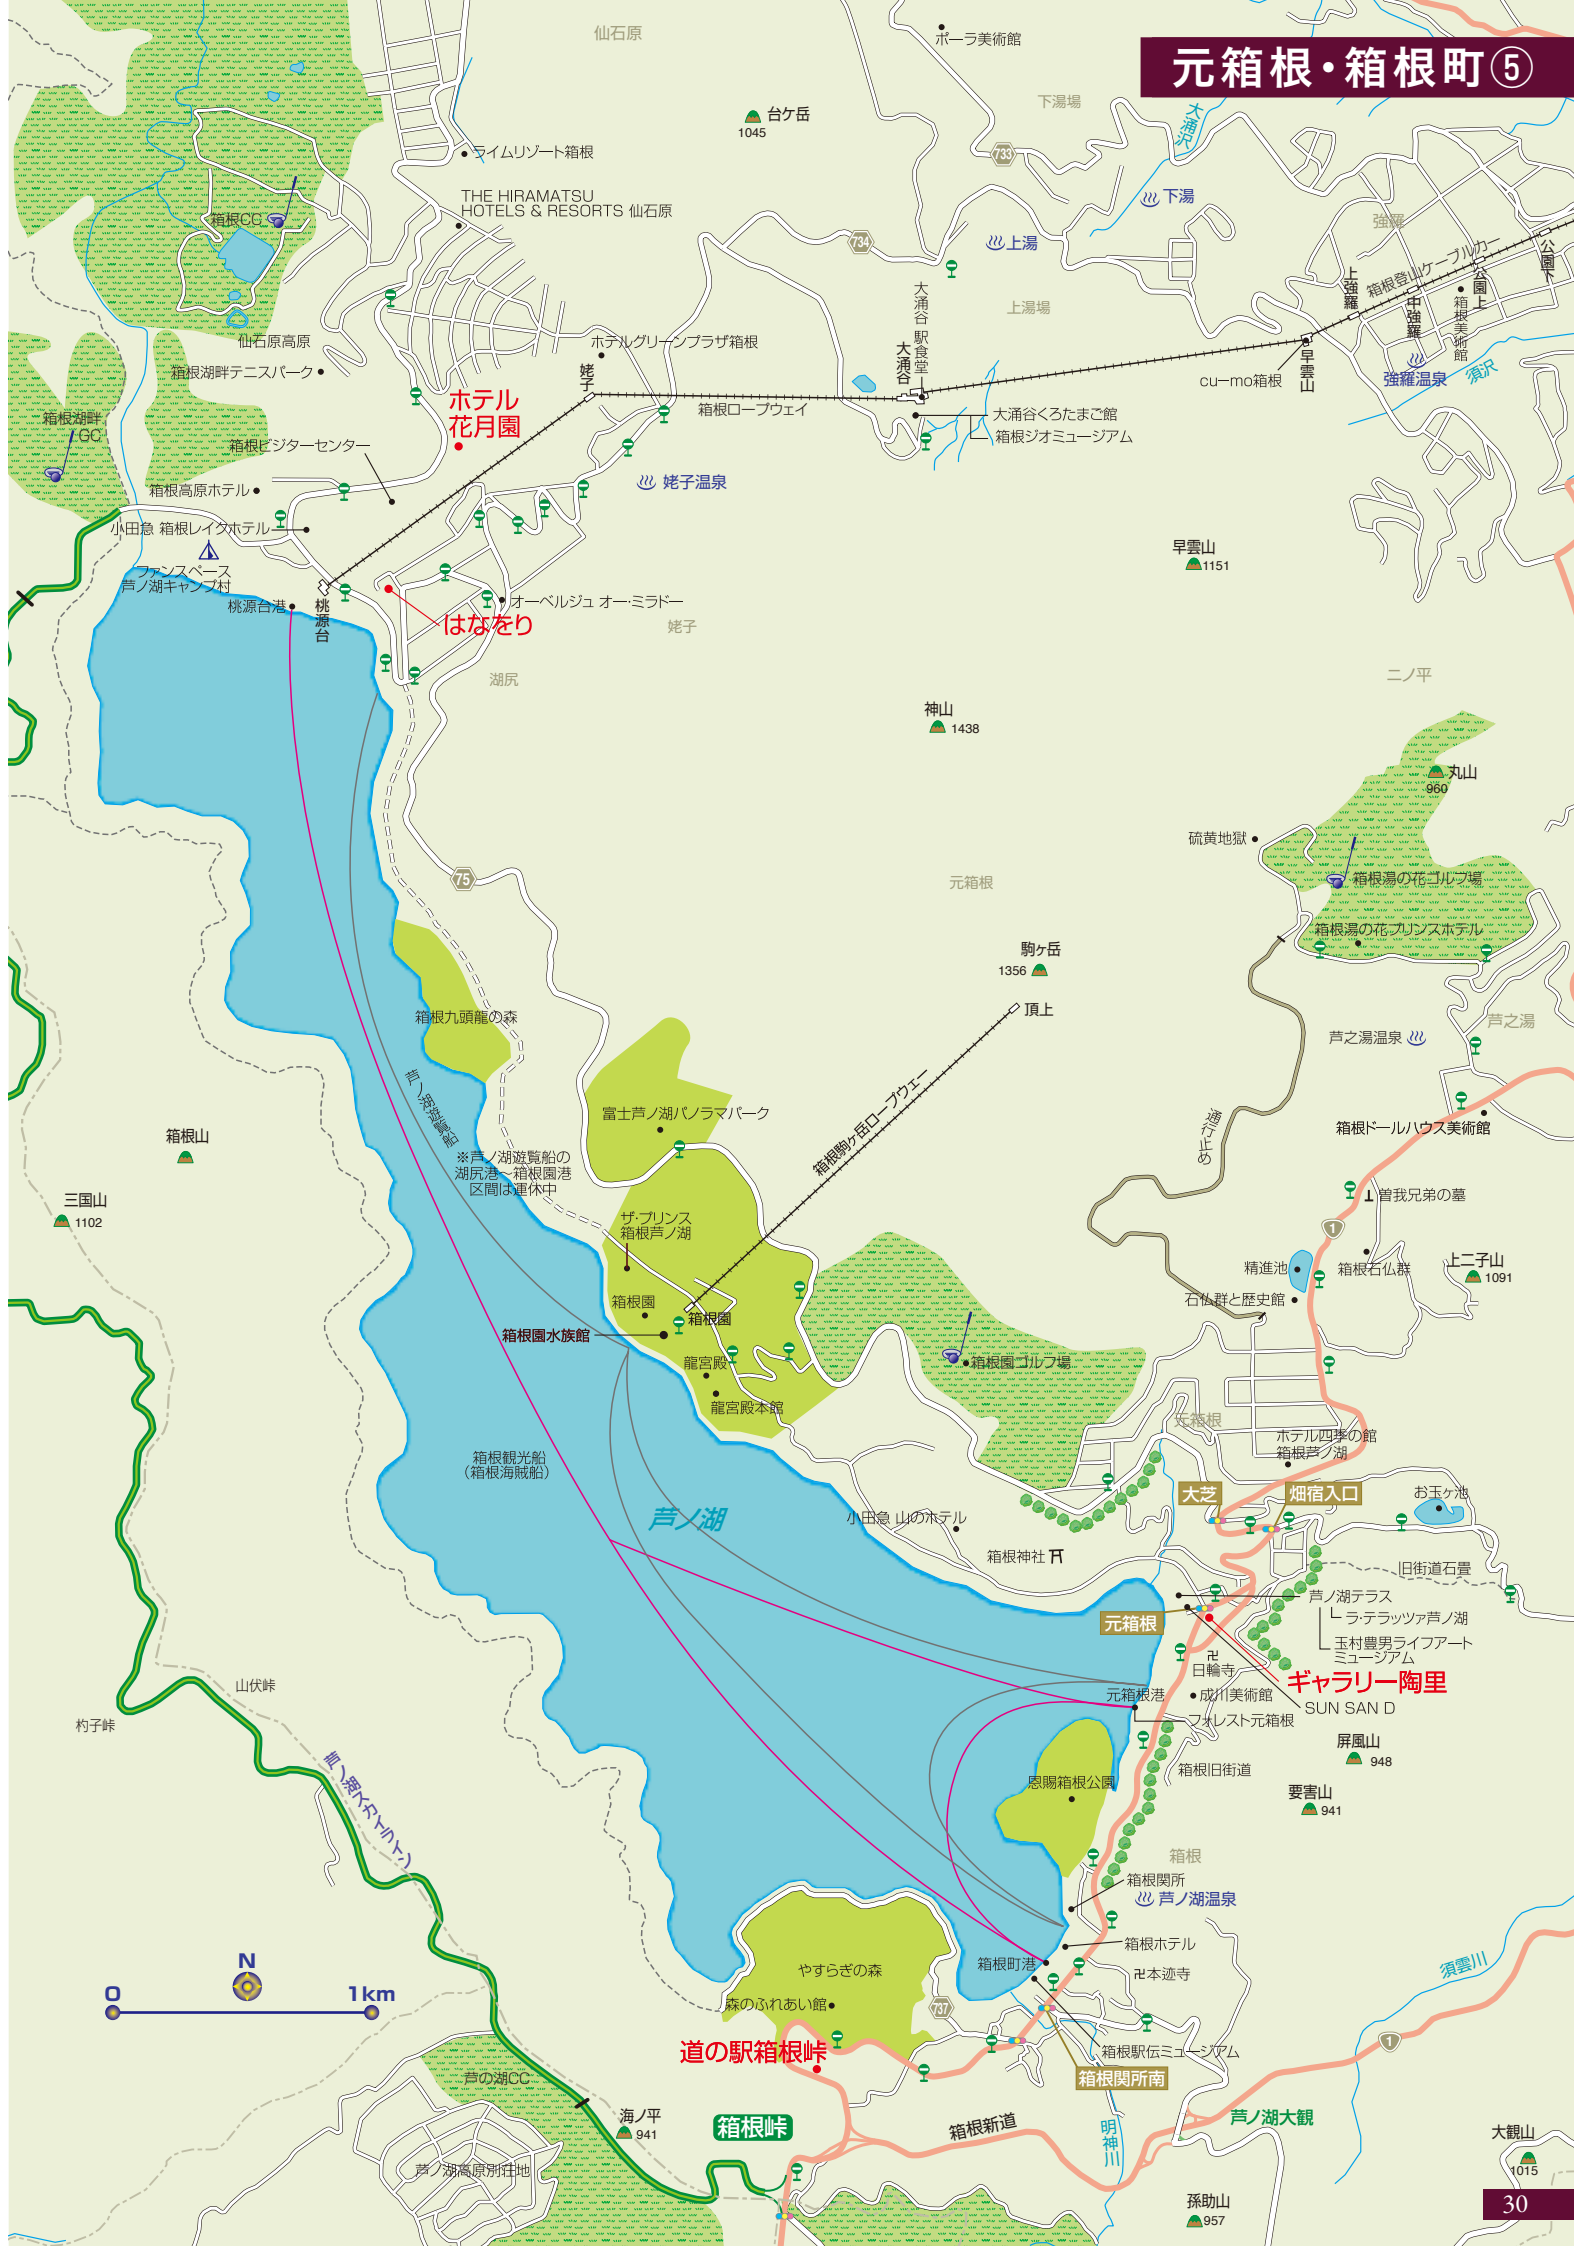 元箱根・箱根町⑤
仙石原
ポーラ美術館
下湯場
台ケ岳
1045
大涌沢
733
ライムリゾート箱根
THE HIRAMATSU
HOTELS & RESORTS 仙石原
下湯
箱根CC
強羅
734
上湯
公園下
箱根登山ケーブルカー
上強羅
公園上
中強羅
箱根美術館
大涌谷 駅食堂
上湯場
仙石原高原
ホテルグリーンプラザ箱根
大涌谷
早雲山
箱根湖畔テニスパーク
姥子
cu-mo箱根
強羅温泉
須沢
ホテル
花月園
箱根ロープウェイ
大涌谷くろたまご館
箱根ジオミュージアム
箱根湖畔
GC
箱根ビジターセンター
姥子温泉
箱根高原ホテル
小田急 箱根レイクホテル
早雲山
1151
ファンスペース
芦ノ湖キャンプ村
桃源台港
桃源台
オーベルジュ オー・ミラドー
はなをり
姥子
湖尻
二ノ平
神山
1438
丸山
960
硫黄地獄
75
元箱根
箱根湯の花ゴルフ場
箱根湯の花プリンスホテル
駒ヶ岳
1356
頂上
箱根九頭龍の森
芦之湯
芦之湯温泉
芦ノ湖遊覧船
箱根駒ヶ岳ロープウェー
富士芦ノ湖パノラマパーク
通行止め
箱根ドールハウス美術館
箱根山
※芦ノ湖遊覧船の
湖尻港〜箱根園港
区間は運休中
三国山
1102
曽我兄弟の墓
ザ・プリンス
箱根芦ノ湖
1
精進池
箱根石仏群
上二子山
1091
石仏群と歴史館
箱根園
箱根園
箱根園水族館
龍宮殿
箱根園ゴルフ場
龍宮殿本館
元箱根
ホテル四季の館
箱根芦ノ湖
箱根観光船
(箱根海賊船)
大芝
畑宿入口
お玉ヶ池
芦ノ湖
小田急 山のホテル
箱根神社
旧街道石畳
芦ノ湖テラス
ラ・テラッツァ芦ノ湖
元箱根
玉村豊男ライフアート
ミュージアム
日輪寺
ギャラリー陶里
山伏峠
元箱根港
成川美術館
SUN SAN D
フォレスト元箱根
杓子峠
屏風山
948
箱根旧街道
芦ノ湖スカイライン
恩賜箱根公園
要害山
941
箱根
箱根関所
芦ノ湖温泉
箱根ホテル
箱根町港
本迹寺
やすらぎの森
須雲川
N
0
1km
森のふれあい館
737
1
道の駅箱根峠
箱根駅伝ミュージアム
芦の湖CC
箱根関所南
海ノ平
941
箱根峠
箱根新道
芦ノ湖大観
明神川
大観山
1015
芦ノ湖高原別荘地
孫助山
957
30